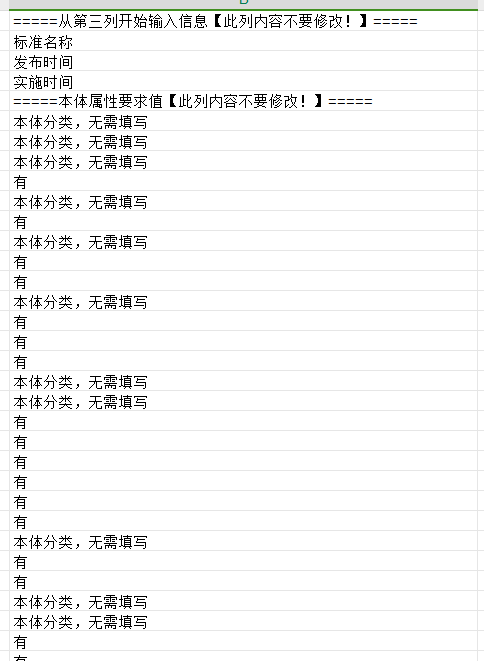 =====从第三列开始输入信息【此列内容不要修改！】=====
标准名称
发布时间
实施时间
=====本体属性要求值【此列内容不要修改！】=====
本体分类，无需填写
本体分类，无需填写
本体分类，无需填写
有
本体分类，无需填写
有
本体分类，无需填写
有
有
本体分类，无需填写
有
有
有
本体分类，无需填写
本体分类，无需填写
有
有
有
有
有
有
本体分类，无需填写
有
有
本体分类，无需填写
本体分类，无需填写
有